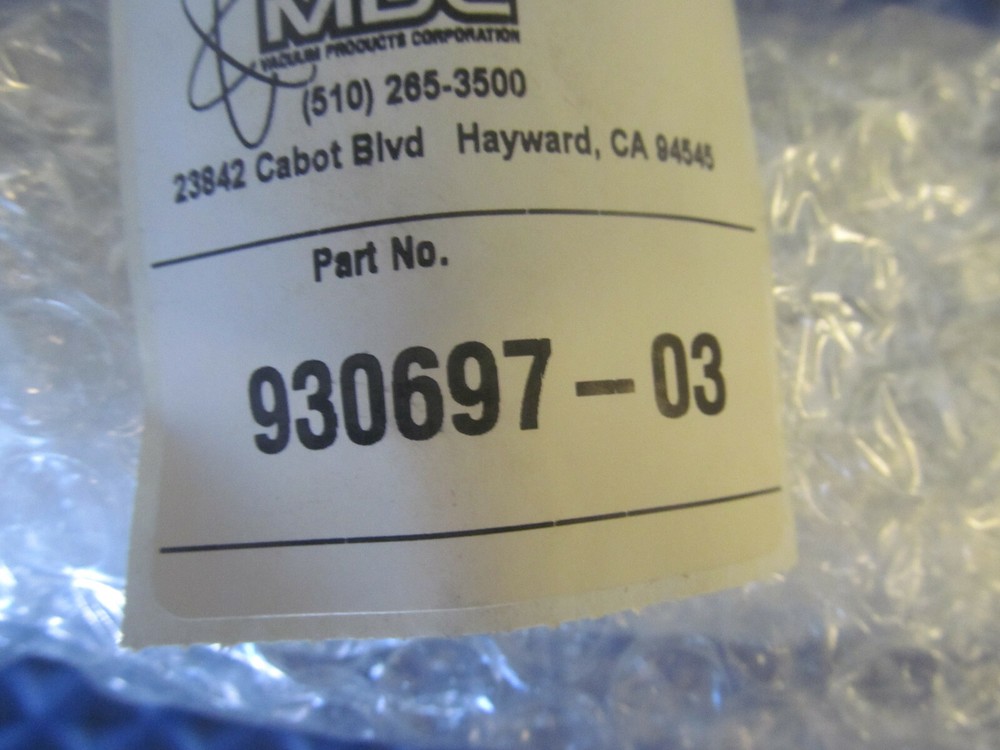 MDC
VACUUM PRODUCTS CORPORATION
(510) 265-3500
23842 Cabot Blvd Hayward, CA 94545
Part No.
930697-03